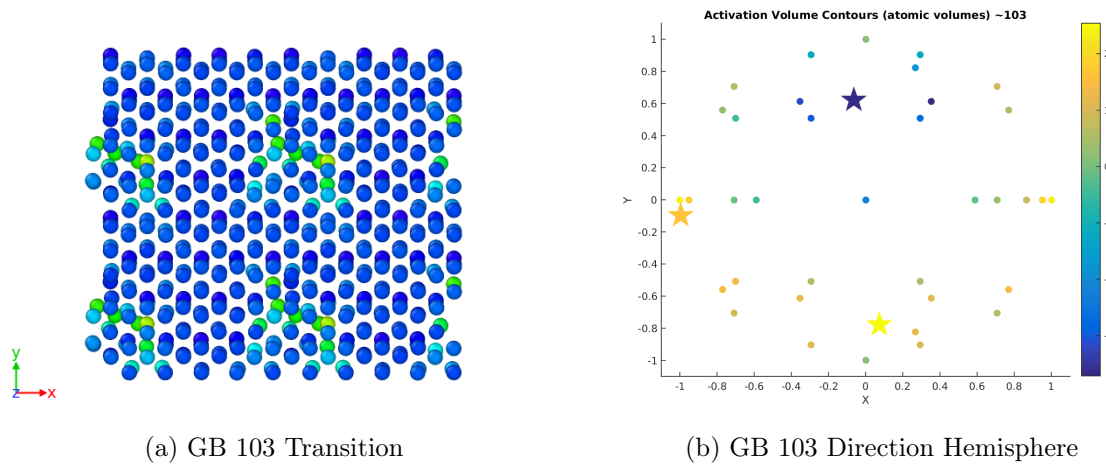 Activation Volume Contours (atomic volumes) ~103
1
0.8
0.6
0.4
0.2
0
-0.2
-0.4
-0.6
-0.8
-1
Y
-1 -0.8 -0.6 -0.4 -0.2 0 0.2 0.4 0.6 0.8 1
X
y
z x
(a) GB 103 Transition
(b) GB 103 Direction Hemisphere